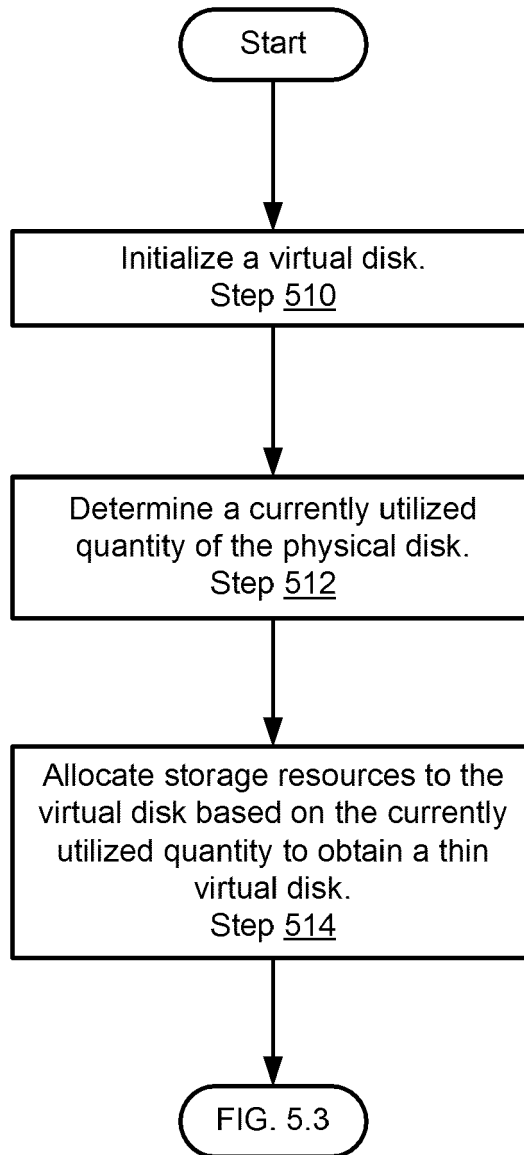 Start
Initialize a virtual disk.
Step 510
Determine a currently utilized
quantity of the physical disk.
Step 512
Allocate storage resources to the
virtual disk based on the currently
utilized quantity to obtain a thin
virtual disk.
Step 514
FIG. 5.3